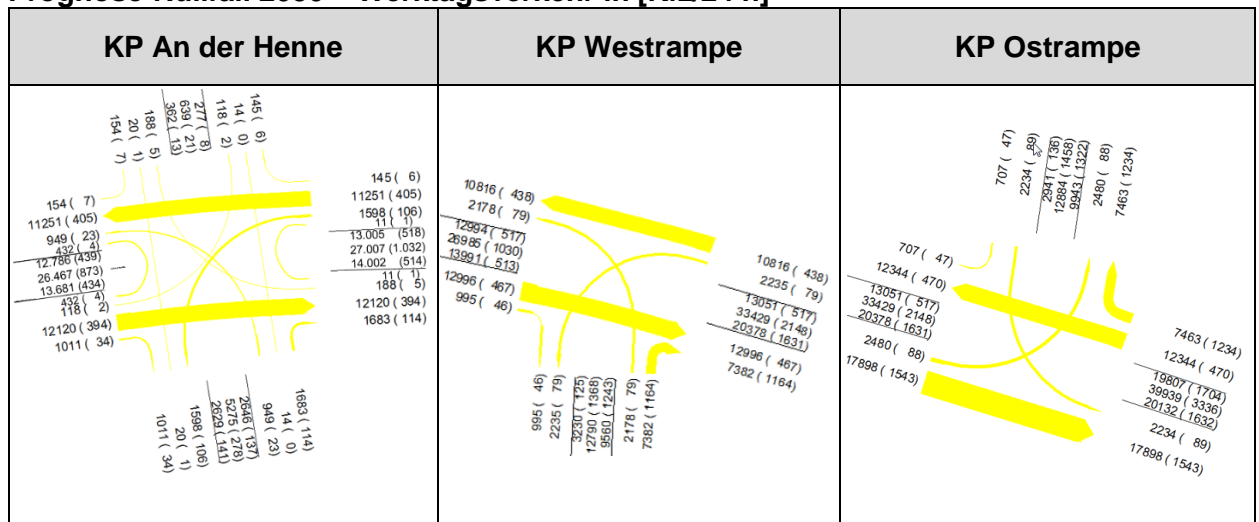 KP An der Henne
KP Westrampe
KP Ostrampe
154 ( 7)
20 ( 1)
188 ( 5)
362 ( 13)
639 ( 21)
277 ( 8)
118 ( 2)
14 ( 0)
145 ( 6)
154 ( 7)
11251 ( 405)
949 ( 23)
432 ( 4)
12.786 (439)
26.467 (873)
13.681 (434)
432 ( 4)
118 ( 2)
12120 ( 394)
1011 ( 34)
145 ( 6)
11251 ( 405)
1598 ( 106)
11 ( 1)
13.005 (518)
27.007 (1.032)
14.002 (514)
11 ( 1)
188 ( 5)
12120 ( 394)
1683 ( 114)
1011 ( 34)
20 ( 1)
1598 ( 106)
2629 ( 141)
5275 ( 278)
2646 ( 137)
949 ( 23)
14 ( 0)
1683 ( 114)
10816 ( 438)
2178 ( 79)
12994 ( 517)
26985 ( 1030)
13991 ( 513)
12996 ( 467)
995 ( 46)
10816 ( 438)
2235 ( 79)
13051 ( 517)
33429 ( 2148)
20378 ( 1631)
12996 ( 467)
7382 ( 1164)
995 ( 46)
2235 ( 79)
3230 ( 125)
12790 ( 1368)
9560 ( 1243)
2178 ( 79)
7382 ( 1164)
707 ( 47)
2234 ( 89)
2941 ( 136)
12884 ( 1458)
9943 ( 1322)
2480 ( 88)
7463 ( 1234)
707 ( 47)
12344 ( 470)
13051 ( 517)
33429 ( 2148)
20378 ( 1631)
2480 ( 88)
17898 ( 1543)
7463 ( 1234)
12344 ( 470)
19807 ( 1704)
39939 ( 3336)
20132 ( 1632)
2234 ( 89)
17898 ( 1543)